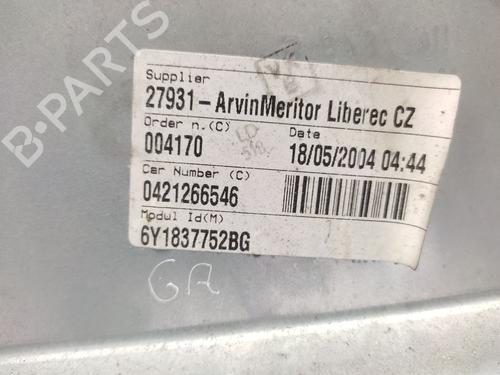 B-PARTS
Supplier
27931-ArvinMeritor Liberec CZ
Order n.(C) Date
004170 18/05/2004 04:44
Car Number (C)
0421266546
Modul Id(M)
6Y1837752BG
GA